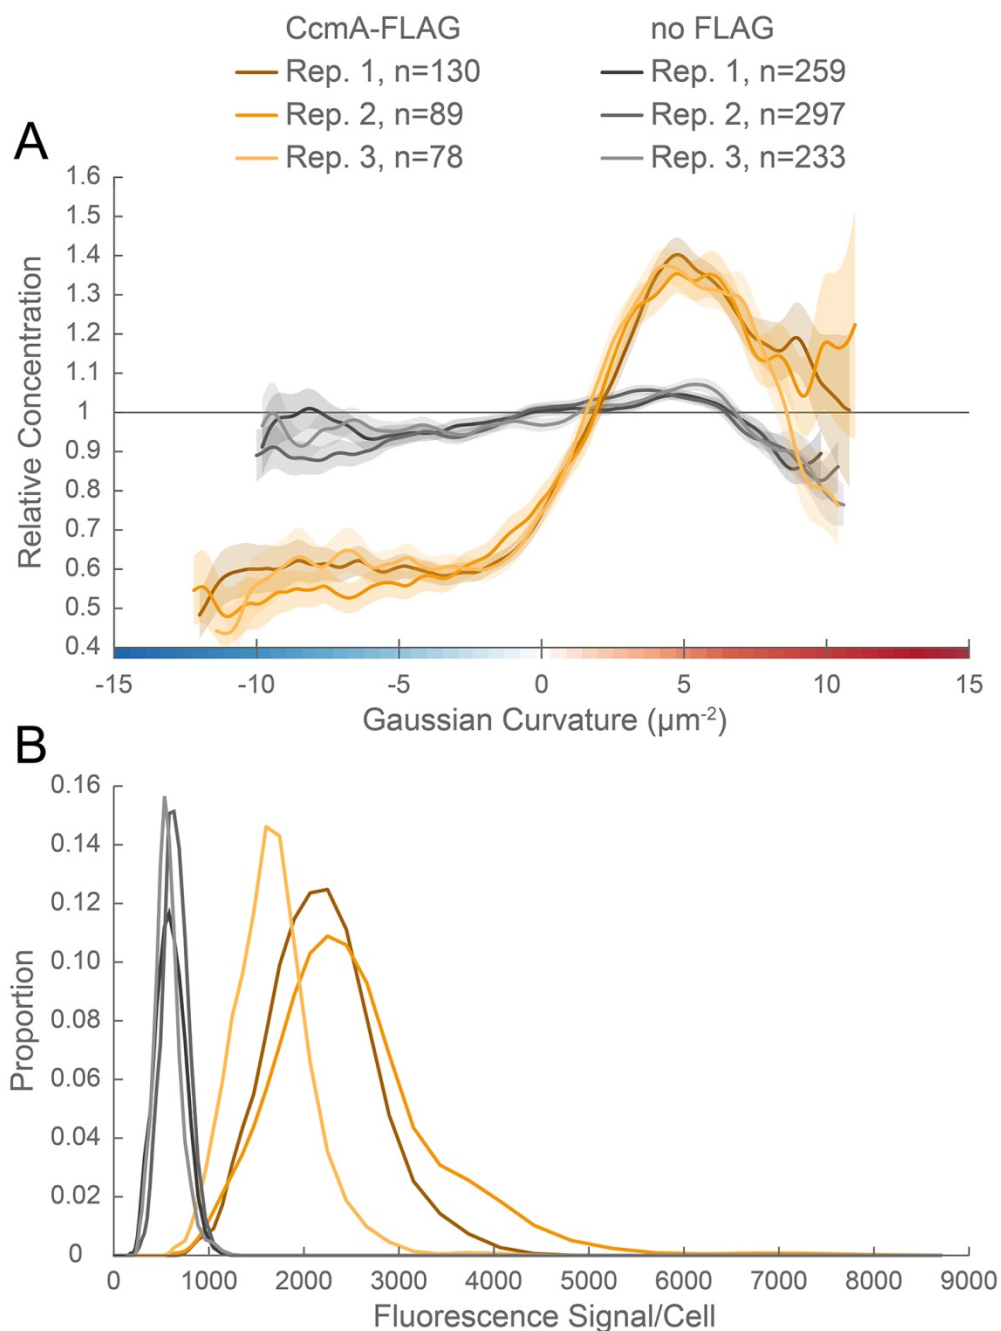 CcmA-FLAG no FLAG
Rep. 1, n=130 Rep. 1, n=259
Rep. 2, n=89 Rep. 2, n=297
Rep. 3, n=78 Rep. 3, n=233
A
1.6
1.5
1.4
1.3
1.2
1.1
1
0.9
0.8
0.7
0.6
0.5
0.4
Relative Concentration
-15 -10 -5 0 5 10 15
Gaussian Curvature (µm⁻²)
B
0.16
0.14
0.12
0.10
0.08
0.06
0.04
0.02
0
Proportion
0 1000 2000 3000 4000 5000 6000 7000 8000 9000
Fluorescence Signal/Cell